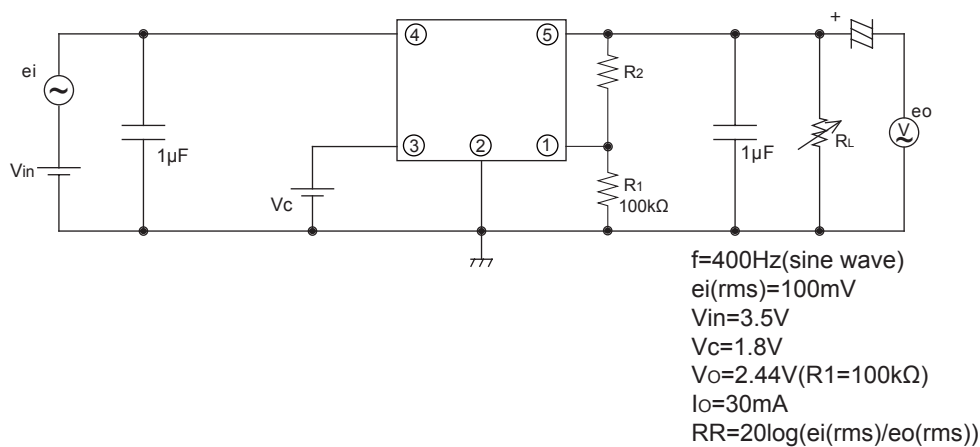 +
④ ⑤
ei
R2
eo
V
1μF
1μF
RL
③ ② ①
Vin
R1
100kΩ
Vc
f=400Hz(sine wave)
ei(rms)=100mV
Vin=3.5V
Vc=1.8V
Vo=2.44V(R1=100kΩ)
Io=30mA
RR=20log(ei(rms)/eo(rms))